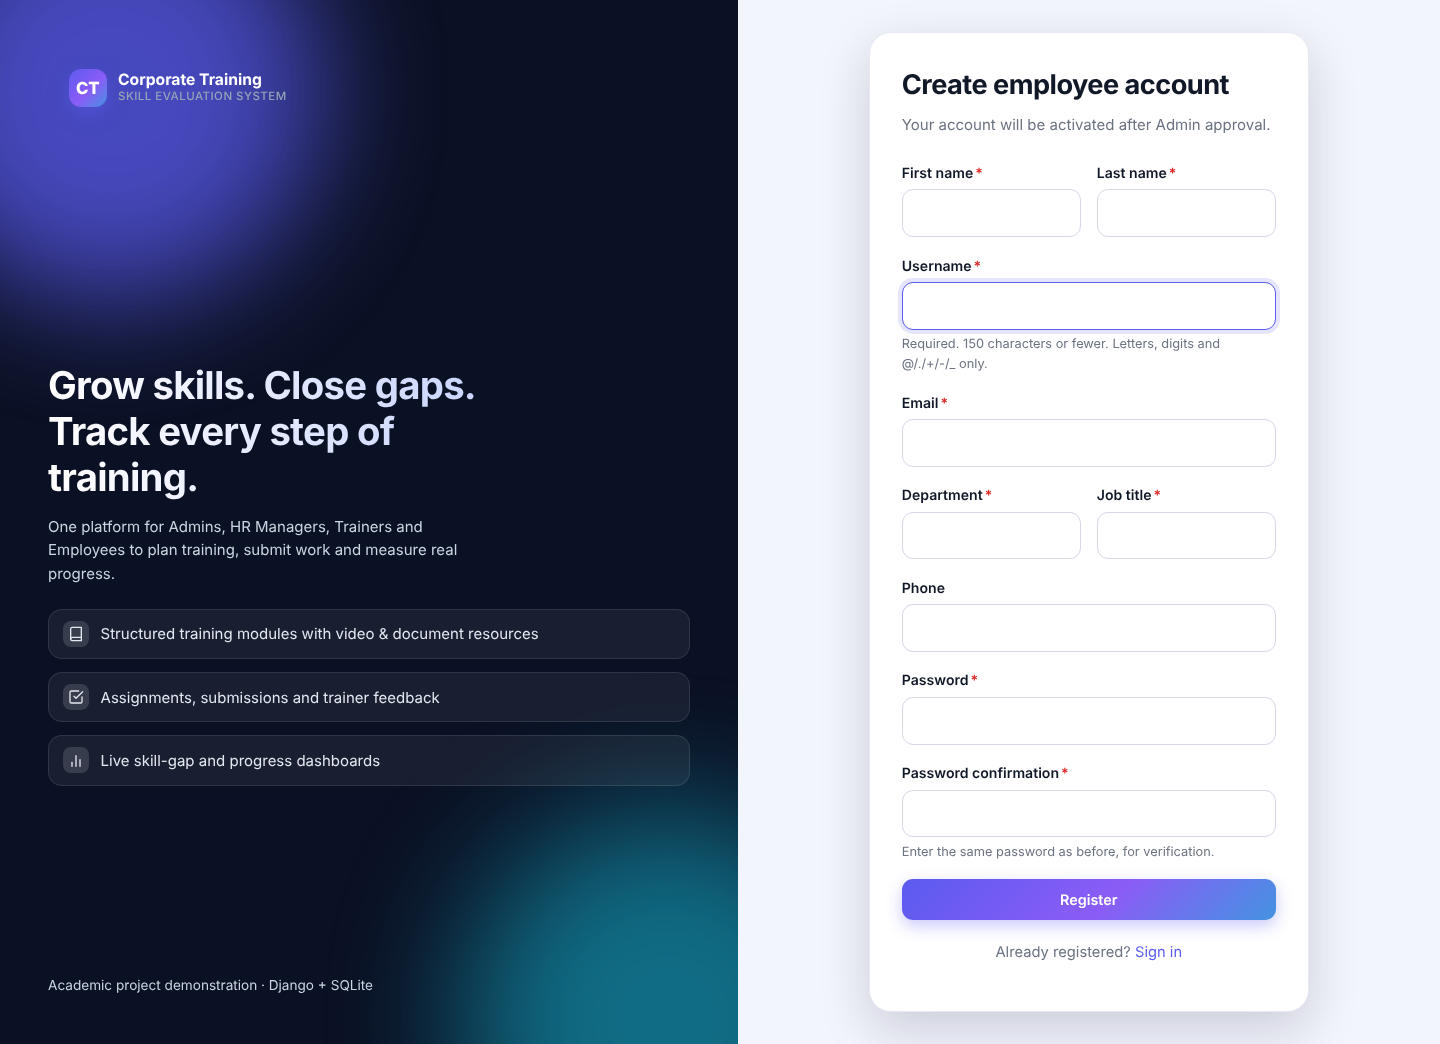 CT
Corporate Training
SKILL EVALUATION SYSTEM
Grow skills. Close gaps.
Track every step of
training.
One platform for Admins, HR Managers, Trainers and
Employees to plan training, submit work and measure real
progress.
Structured training modules with video & document resources
Assignments, submissions and trainer feedback
Live skill-gap and progress dashboards
Academic project demonstration · Django + SQLite
Create employee account
Your account will be activated after Admin approval.
First name * Last name *
Username *
Required. 150 characters or fewer. Letters, digits and
@/./+/-/_ only.
Email *
Department * Job title *
Phone
Password *
Password confirmation *
Enter the same password as before, for verification.
Register
Already registered? Sign in